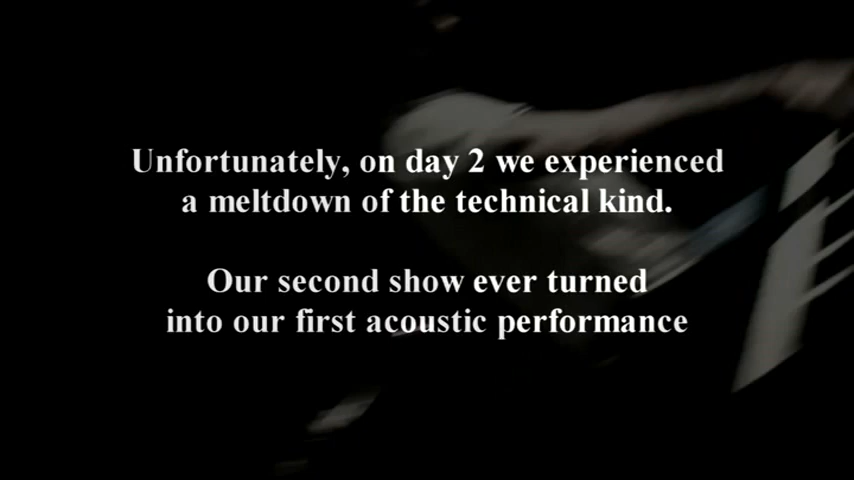 Unfortunately, on day 2 we experienced
a meltdown of the technical kind.
Our second show ever turned
into our first acoustic performance